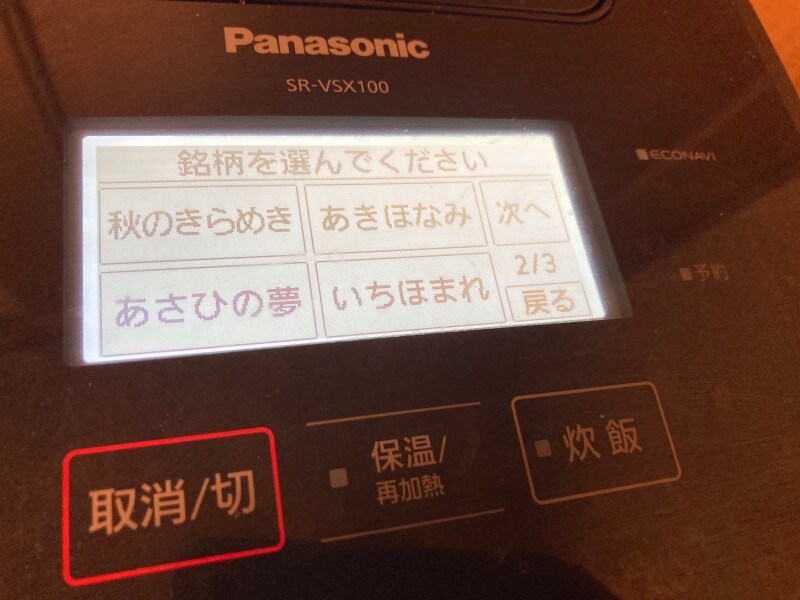 Panasonic
SR-VSX100
銘柄を選んでください
秋のきらめき
あきほなみ
次へ
あさひの夢
いちほまれ
2/3
戻る
ECONAVI
予約
取消/切
保温/
再加熱
炊飯